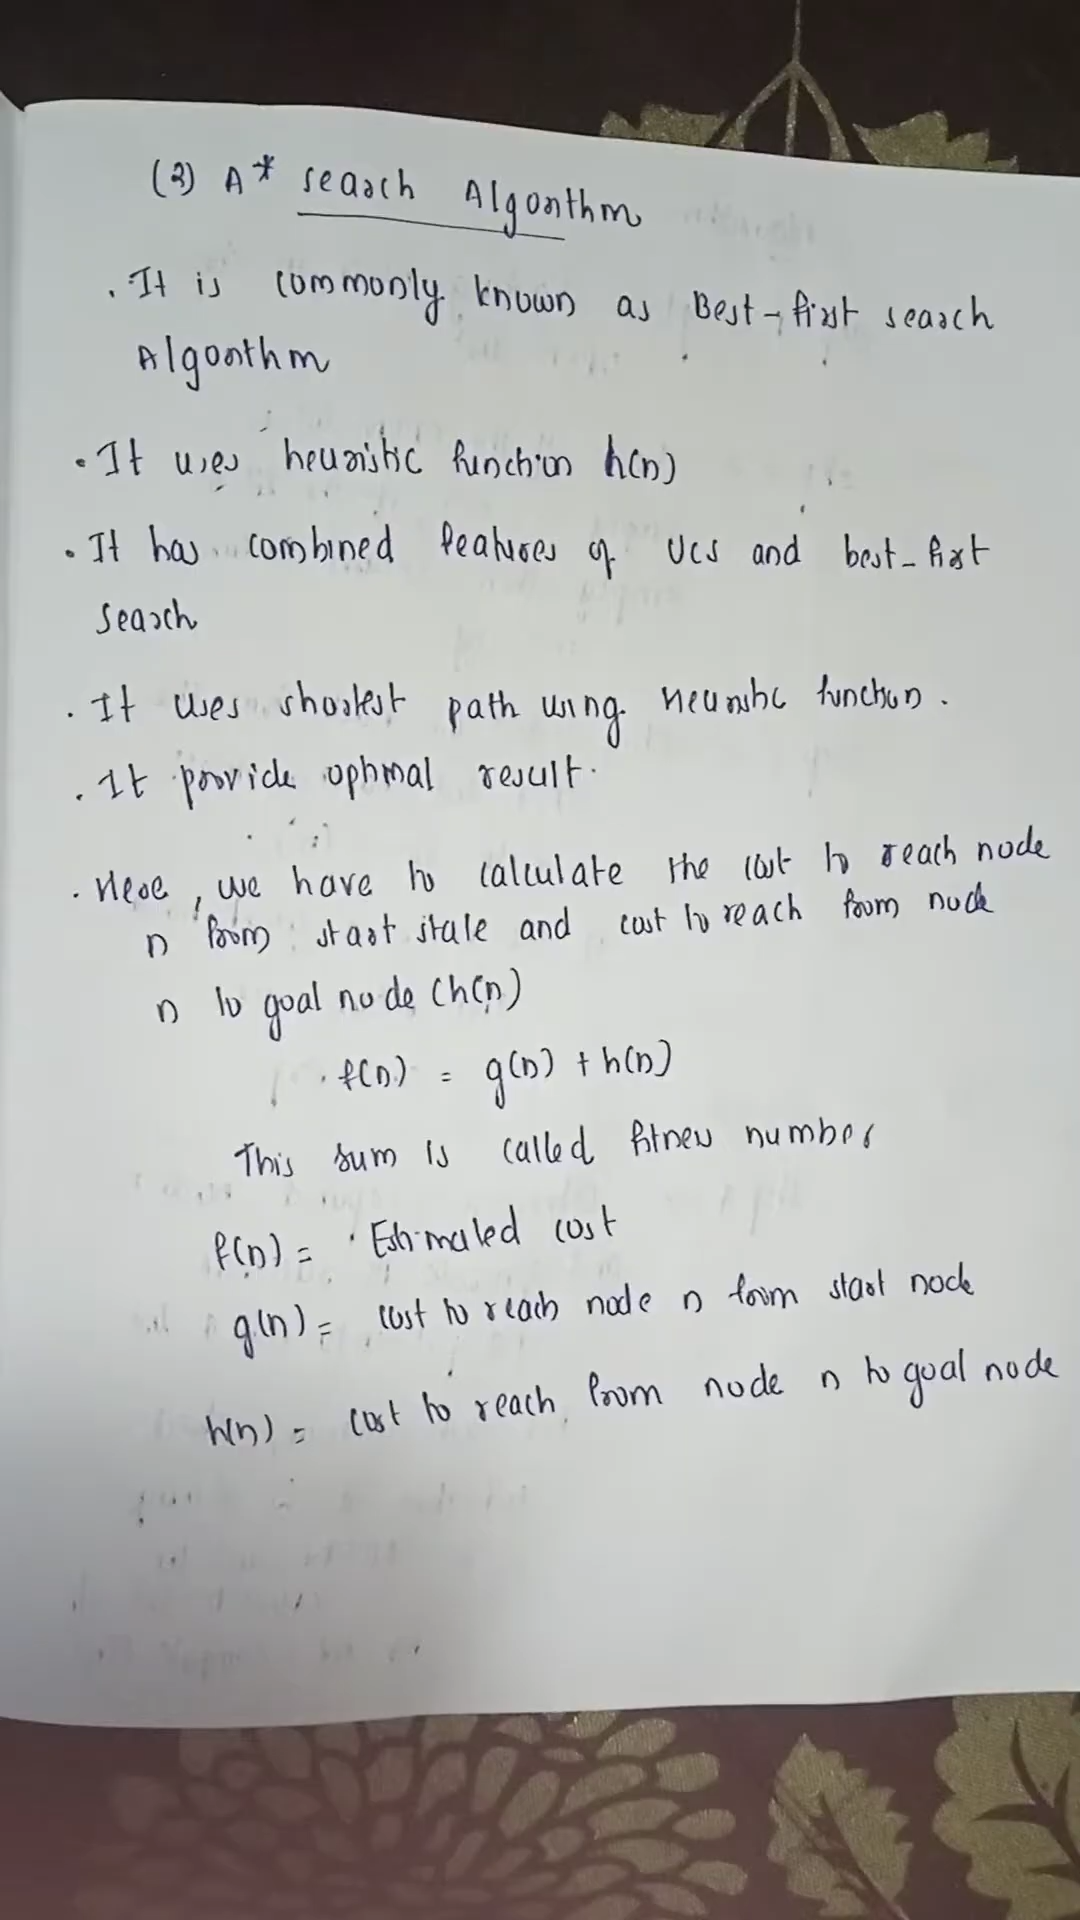 (3) A* search Algorithm
. It is commonly known as Best-first search
Algorithm
. It uses heuristic function h(n)
. It has combined features of UCS and best-first
search
. It uses shortest path using Heuristic function.
. It provide optimal result.
. Here, we have to calculate the cost to reach node
n from start state and cost to reach from node
n to goal node (h(n)
f(n) = g(n) + h(n)
This sum is called fitness number
f(n) = Estimated cost
g(n) = cost to reach node n from start node
h(n) = cost to reach from node n to goal node